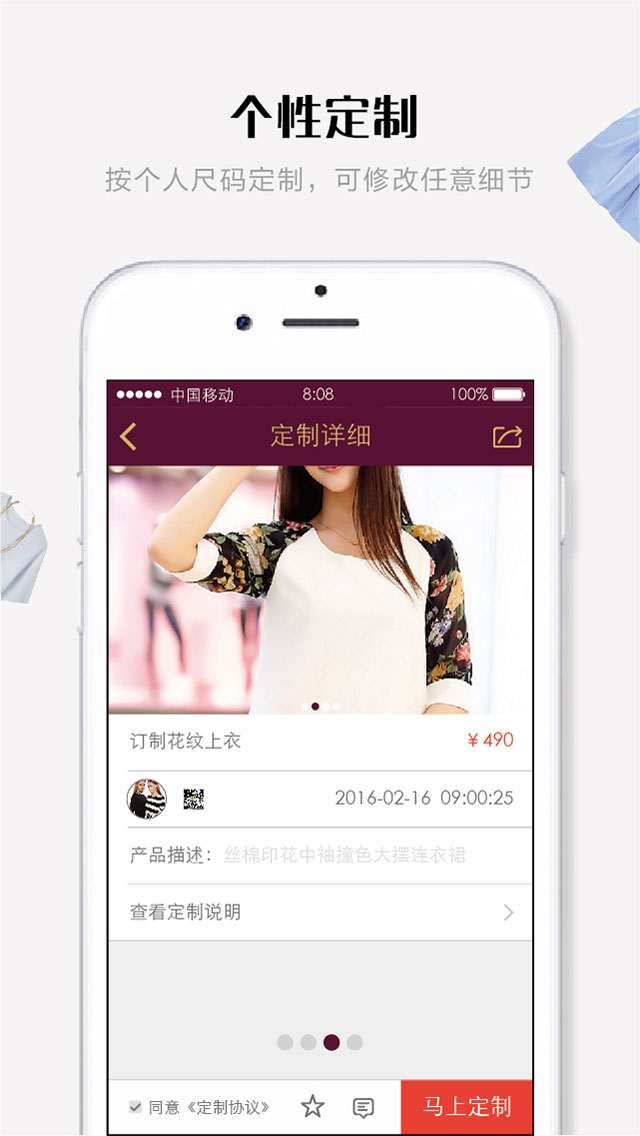 个性定制
按个人尺码定制，可修改任意细节
中国移动 8:08 100%
定制详细
订制花纹上衣 ¥490
2016-02-16 09:00:25
产品描述：丝棉印花中袖撞色大摆连衣裙
查看定制说明
同意《定制协议》 马上定制